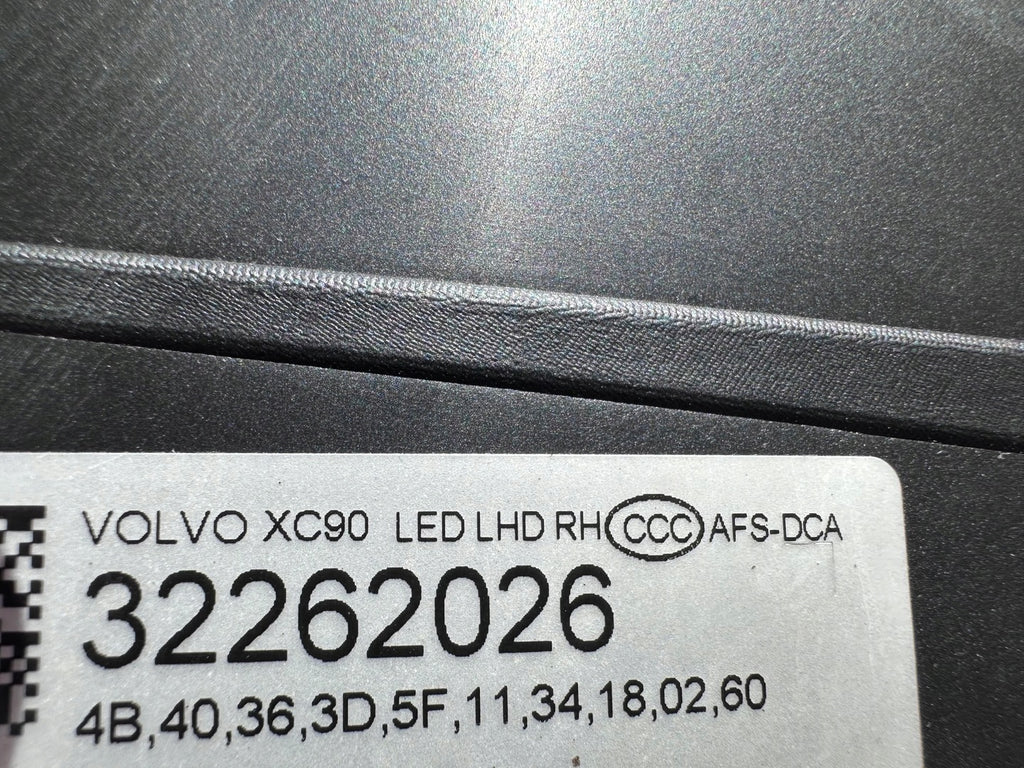 VOLVO XC90 LED LHD RH CCC AFS-DCA
32262026
4B,40,36,3D,5F,11,34,18,02,60